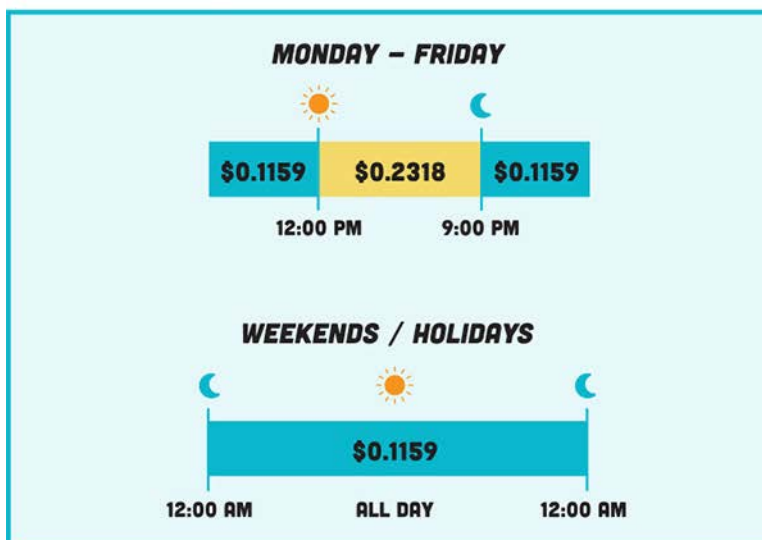 MONDAY – FRIDAY
$0.1159 $0.2318 $0.1159
12:00 PM 9:00 PM
WEEKENDS / HOLIDAYS
$0.1159
12:00 AM ALL DAY 12:00 AM